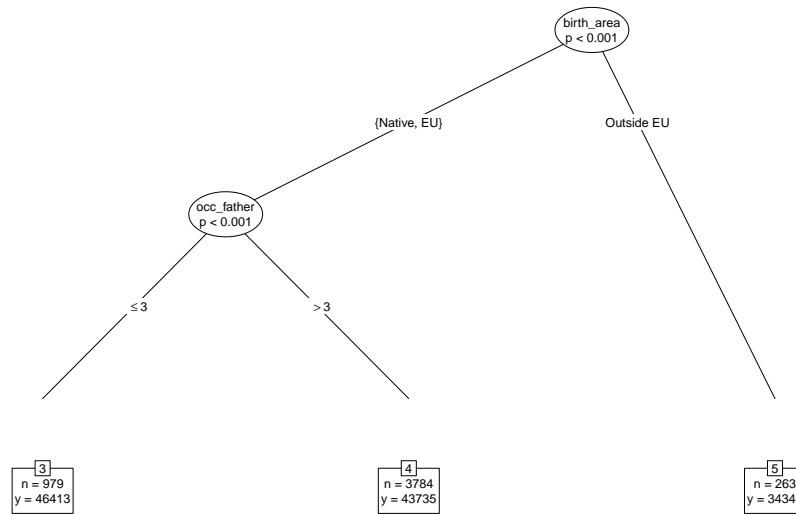 birth_area
p < 0.001
{Native, EU}
Outside EU
occ_father
p < 0.001
≤ 3
> 3
3
n = 979
y = 46413
4
n = 3784
y = 43735
5
n = 263
y = 3434